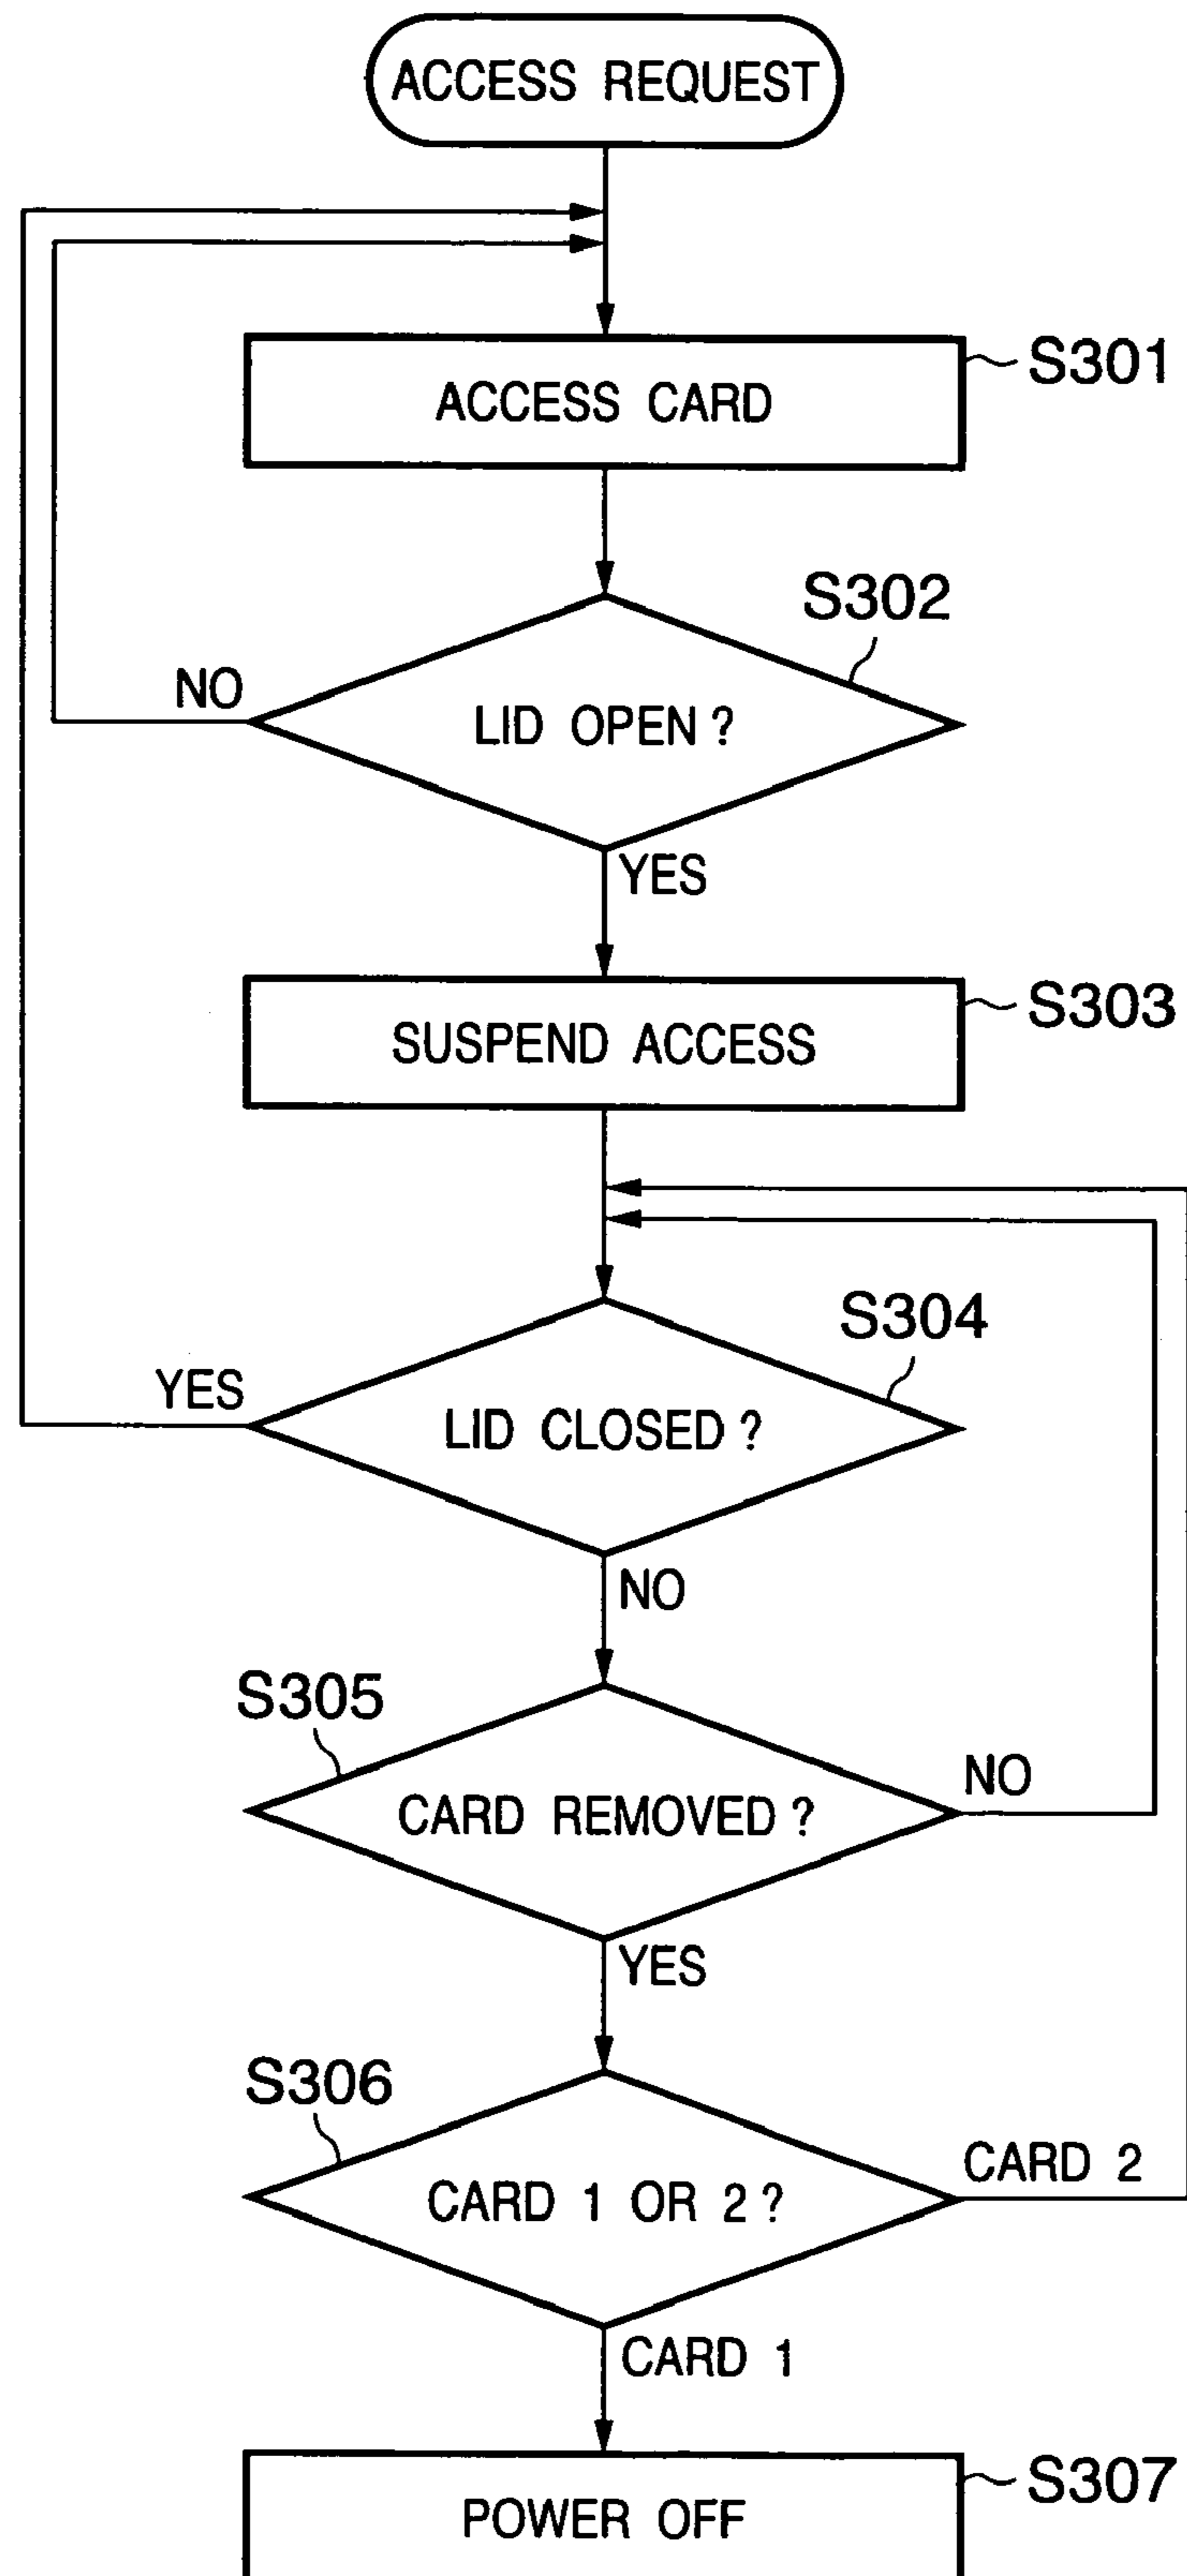 ACCESS REQUEST
ACCESS CARD
S301
S302
LID OPEN ?
NO
YES
SUSPEND ACCESS
S303
S304
LID CLOSED ?
YES
NO
S305
CARD REMOVED ?
NO
YES
S306
CARD 1 OR 2 ?
CARD 2
CARD 1
POWER OFF
S307